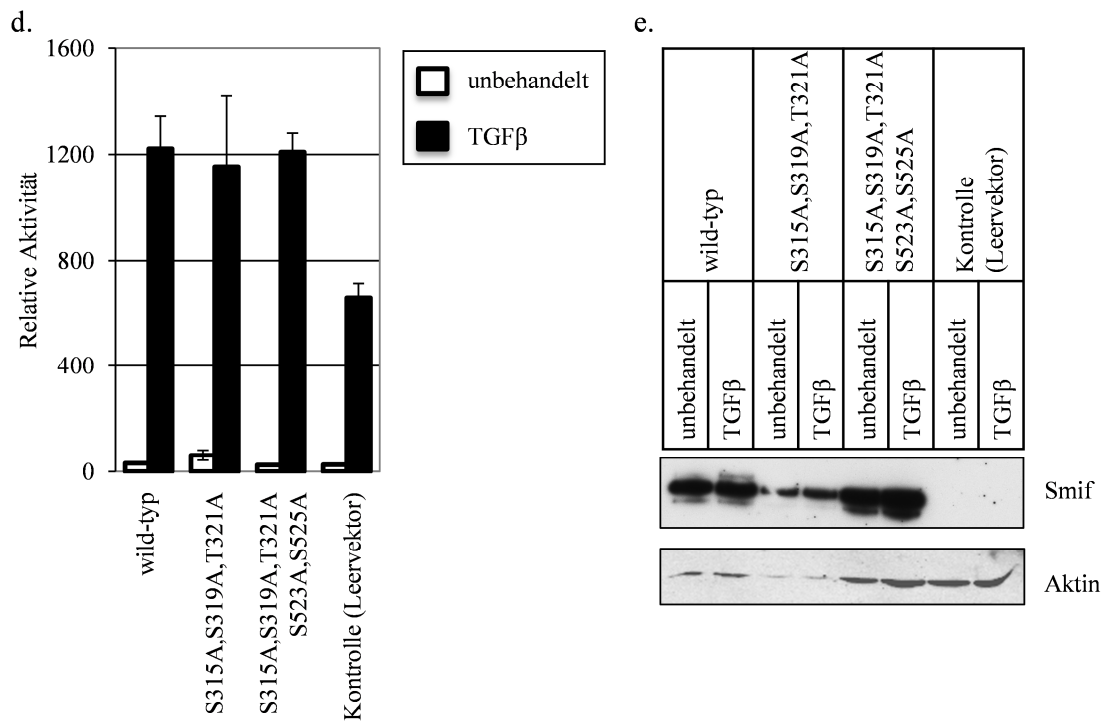 d.
1600
1200
800
400
0
Relative Aktivität
unbehandelt
TGFβ
wild-typ
S315A,S319A,T321A
S315A,S319A,T321A
S523A,S525A
Kontrolle (Leervektor)
e.
wild-typ
S315A,S319A,T321A
S315A,S319A,T321A
S523A,S525A
Kontrolle
(Leervektor)
unbehandelt
TGFβ
unbehandelt
TGFβ
unbehandelt
TGFβ
unbehandelt
TGFβ
Smif
Aktin